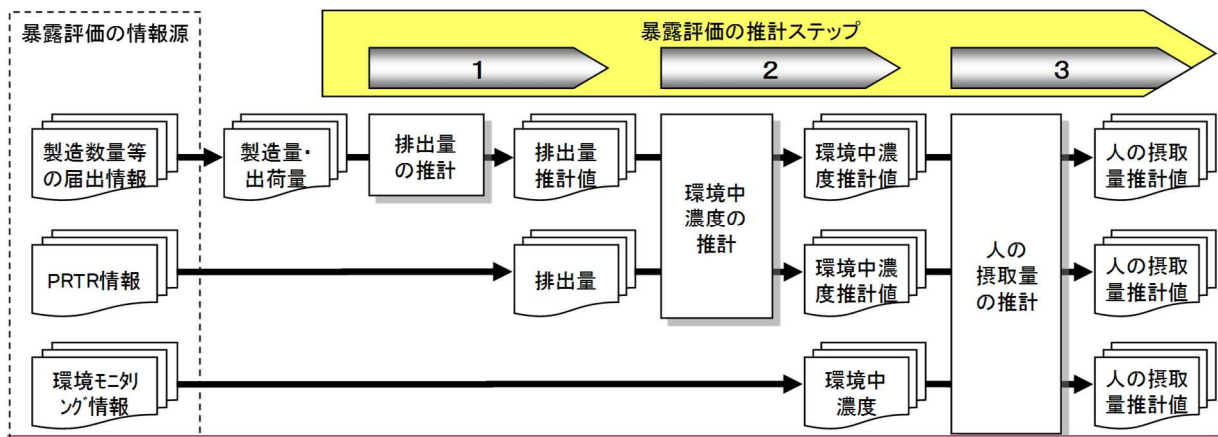 暴露評価の情報源
暴露評価の推計ステップ
1
2
3
製造数量等
の届出情報
製造量・
出荷量
排出量
の推計
排出量
推計値
環境中
濃度の
推計
環境中濃
度推計値
人の
摂取量
の推計
人の摂取
量推計値
PRTR情報
排出量
環境中濃
度推計値
人の摂取
量推計値
環境ﾓﾆﾀﾘ
ﾝｸﾞ情報
環境中
濃度
人の摂取
量推計値